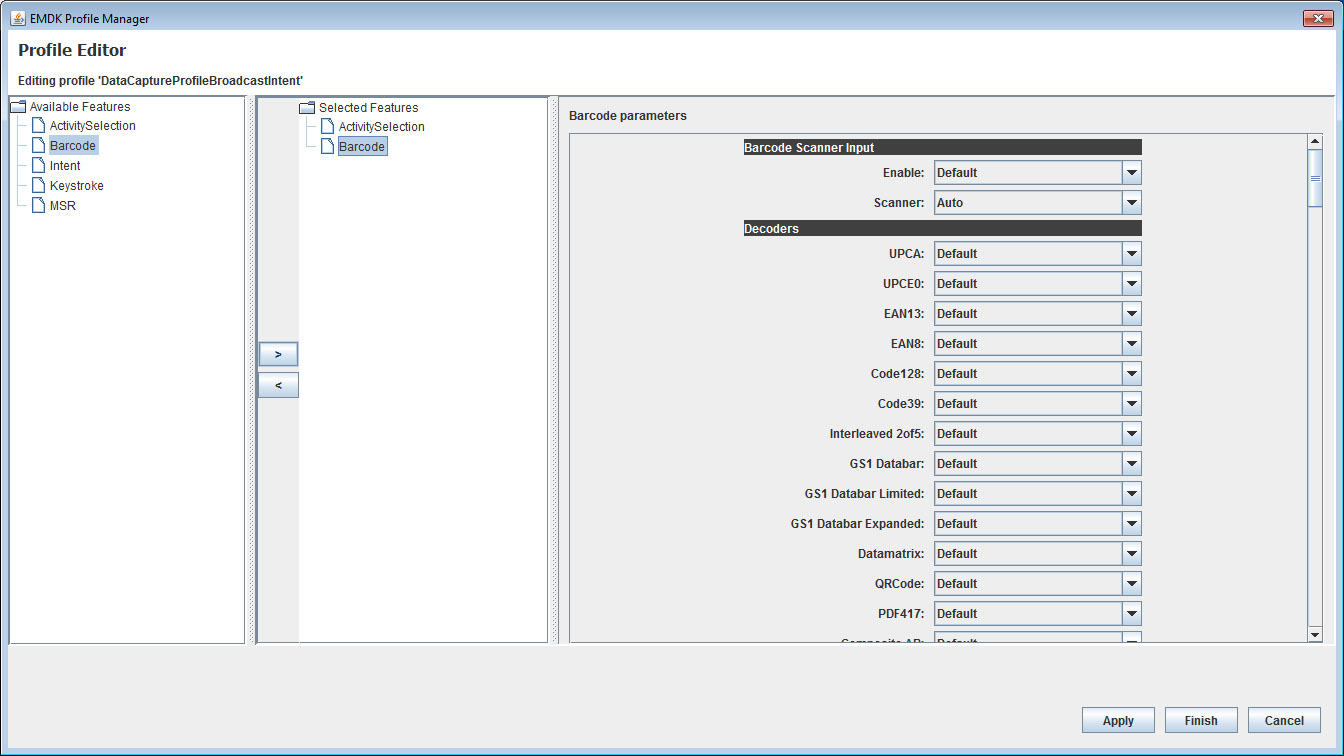 EMDK Profile Manager
Profile Editor
Editing profile 'DataCaptureProfileBroadcastIntent'
Available Features
ActivitySelection
Barcode
Intent
Keystroke
MSR
>
<
Selected Features
ActivitySelection
Barcode
Barcode parameters
Barcode Scanner Input
Enable: Default
Scanner: Auto
Decoders
UPCA: Default
UPCE0: Default
EAN13: Default
EAN8: Default
Code128: Default
Code39: Default
Interleaved 2of5: Default
GS1 Databar: Default
GS1 Databar Limited: Default
GS1 Databar Expanded: Default
Datamatrix: Default
QRCode: Default
PDF417: Default
Composite AB: Default
Apply Finish Cancel